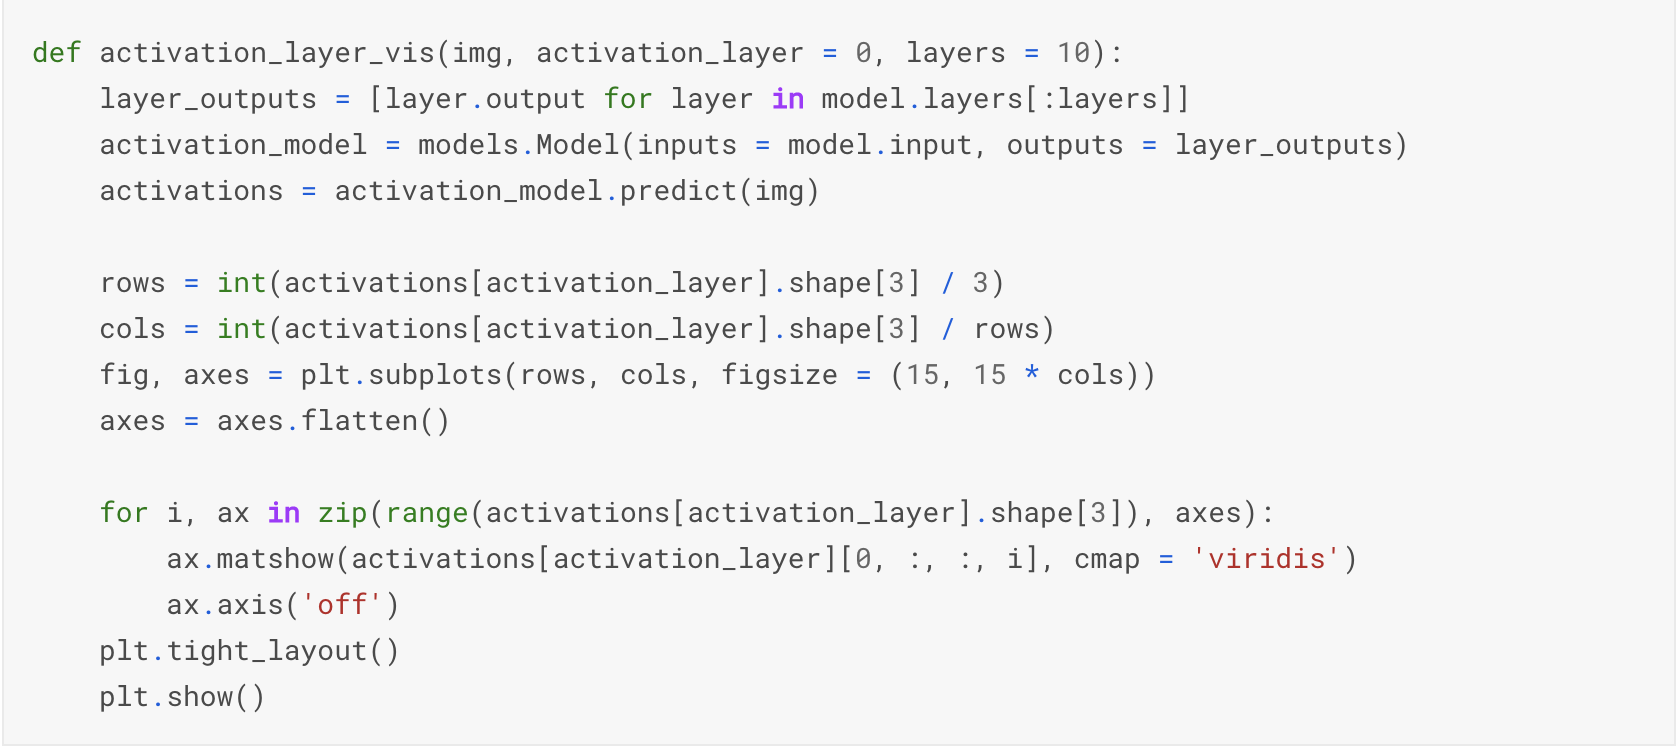 def activation_layer_vis(img, activation_layer = 0, layers = 10):
    layer_outputs = [layer.output for layer in model.layers[:layers]]
    activation_model = models.Model(inputs = model.input, outputs = layer_outputs)
    activations = activation_model.predict(img)

    rows = int(activations[activation_layer].shape[3] / 3)
    cols = int(activations[activation_layer].shape[3] / rows)
    fig, axes = plt.subplots(rows, cols, figsize = (15, 15 * cols))
    axes = axes.flatten()

    for i, ax in zip(range(activations[activation_layer].shape[3]), axes):
        ax.matshow(activations[activation_layer][0, :, :, i], cmap = 'viridis')
        ax.axis('off')
    plt.tight_layout()
    plt.show()